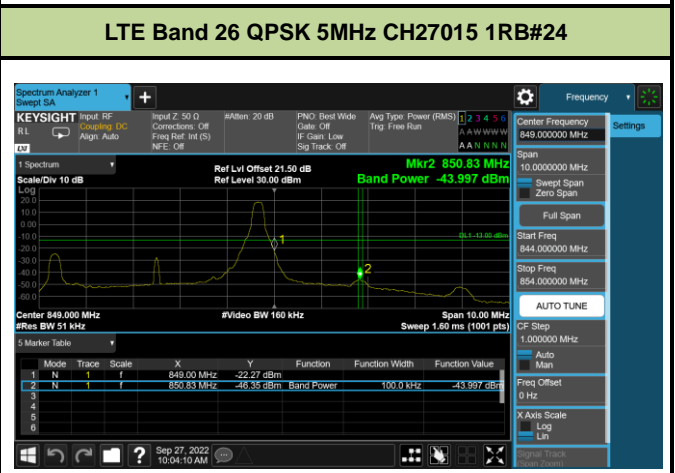 LTE Band 26 QPSK 5MHz CH27015 1RB#24
Spectrum Analyzer 1
Swept SA
Frequency
KEYSIGHT
RL
Input: RF
Coupling: DC
Align: Auto
Input Z: 50 Ω
Corrections: Off
Freq Ref: Int (S)
NFE: Off
#Atten: 20 dB
PNO: Best Wide
Gate: Off
IF Gain: Low
Sig Track: Off
Avg Type: Power (RMS)
Trig: Free Run
1 2 3 4 5 6
A A W W W W
A A N N N N
1 Spectrum
Scale/Div 10 dB
Ref Lvl Offset 21.50 dB
Ref Level 30.00 dBm
Mkr2 850.83 MHz
Band Power -43.997 dBm
Log
20.0
10.0
0.00
-10.0
-20.0
-30.0
-40.0
-50.0
-60.0
1
2
DL1 -13.00 dBm
Center 849.000 MHz
#Res BW 51 kHz
#Video BW 160 kHz
Span 10.00 MHz
Sweep 1.60 ms (1001 pts)
5 Marker Table
Mode Trace Scale X Y Function Function Width Function Value
1 N 1 f 849.00 MHz -22.27 dBm
2 N 1 f 850.83 MHz -46.35 dBm Band Power 100.0 kHz -43.997 dBm
3
4
5
6
Sep 27, 2022
10:04:10 AM
?
Center Frequency
849.000000 MHz
Settings
Span
10.0000000 MHz
Swept Span
Zero Span
Full Span
Start Freq
844.000000 MHz
Stop Freq
854.000000 MHz
AUTO TUNE
CF Step
1.000000 MHz
Auto
Man
Freq Offset
0 Hz
X Axis Scale
Log
Lin
Signal Track
(Span Zoom)